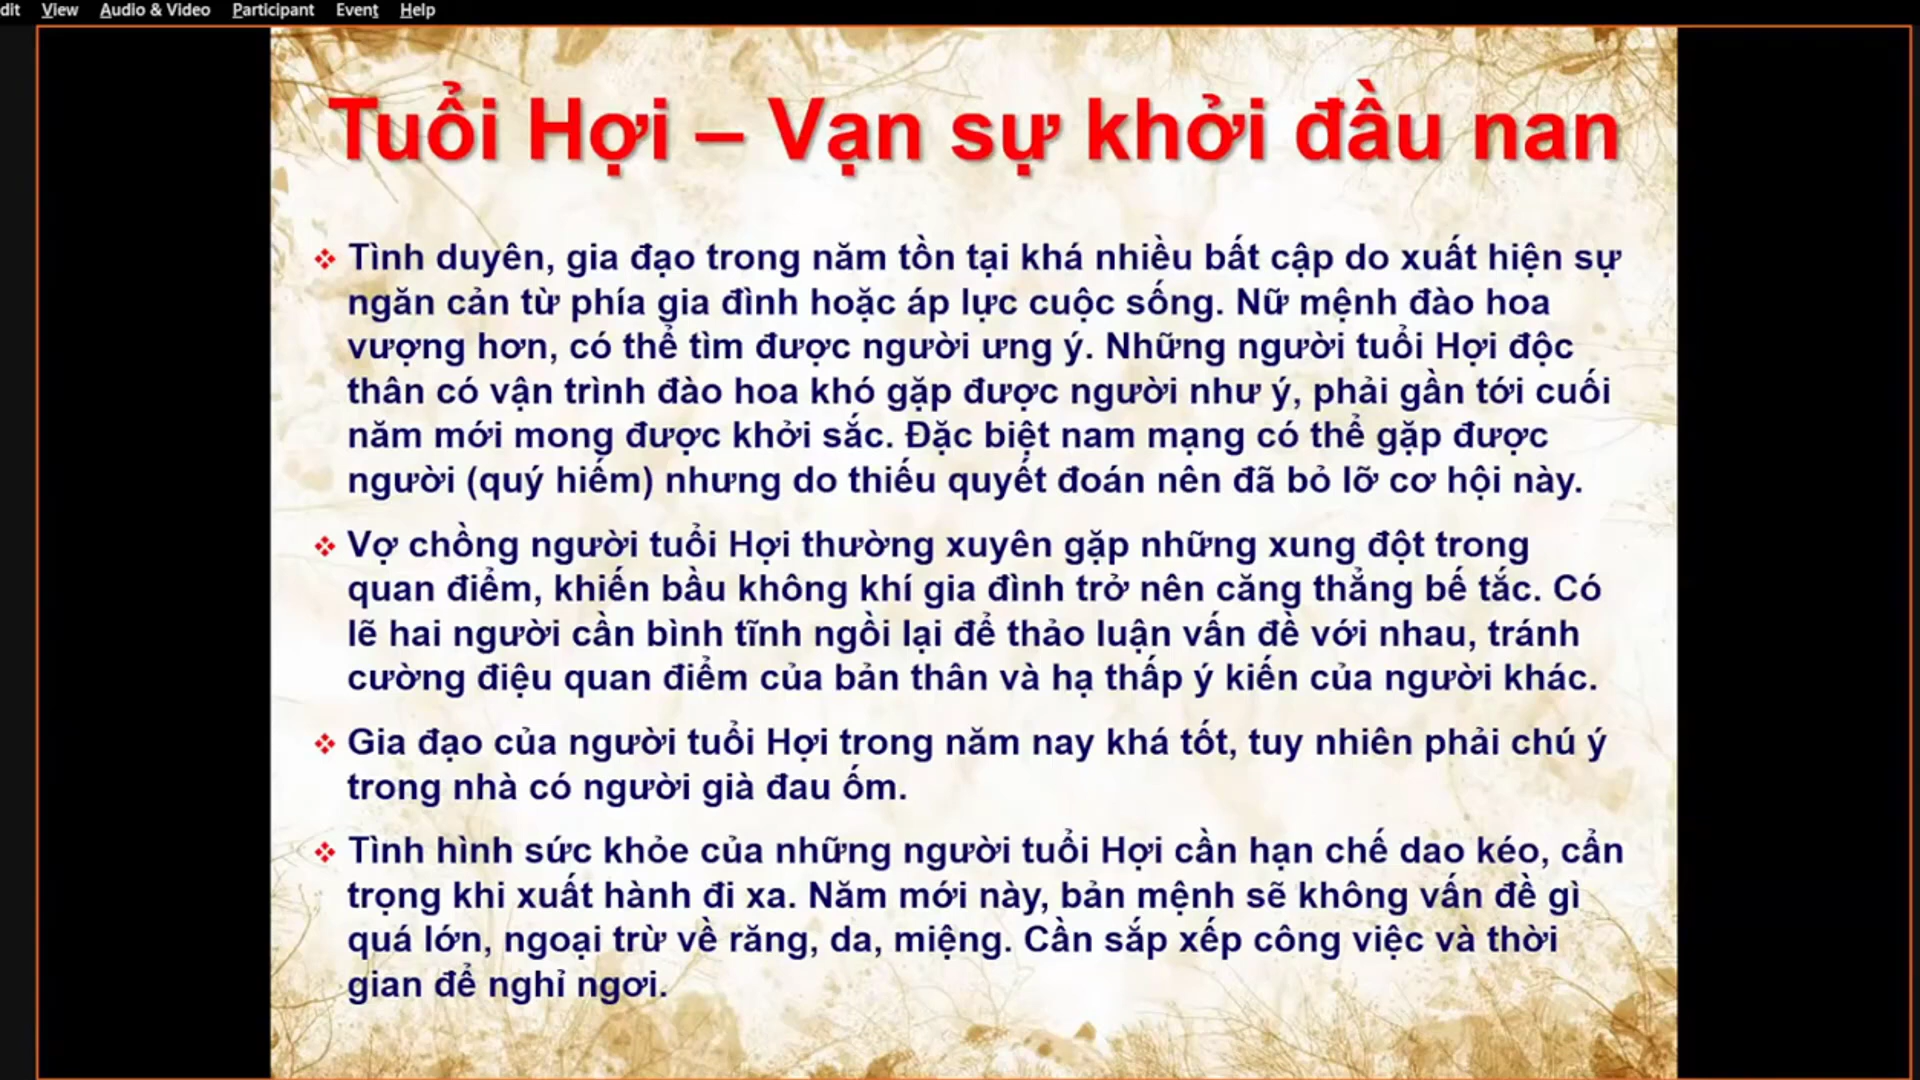 dit View Audio & Video Participant Event Help
Tuổi Hợi – Vạn sự khởi đầu nan
Tình duyên, gia đạo trong năm tồn tại khá nhiều bất cập do xuất hiện sự
ngăn cản từ phía gia đình hoặc áp lực cuộc sống. Nữ mệnh đào hoa
vượng hơn, có thể tìm được người ưng ý. Những người tuổi Hợi độc
thân có vận trình đào hoa khó gặp được người như ý, phải gần tới cuối
năm mới mong được khởi sắc. Đặc biệt nam mạng có thể gặp được
người (quý hiếm) nhưng do thiếu quyết đoán nên đã bỏ lỡ cơ hội này.
Vợ chồng người tuổi Hợi thường xuyên gặp những xung đột trong
quan điểm, khiến bầu không khí gia đình trở nên căng thẳng bế tắc. Có
lẽ hai người cần bình tĩnh ngồi lại để thảo luận vấn đề với nhau, tránh
cường điệu quan điểm của bản thân và hạ thấp ý kiến của người khác.
Gia đạo của người tuổi Hợi trong năm nay khá tốt, tuy nhiên phải chú ý
trong nhà có người già đau ốm.
Tình hình sức khỏe của những người tuổi Hợi cần hạn chế dao kéo, cẩn
trọng khi xuất hành đi xa. Năm mới này, bản mệnh sẽ không vấn đề gì
quá lớn, ngoại trừ về răng, da, miệng. Cần sắp xếp công việc và thời
gian để nghỉ ngơi.